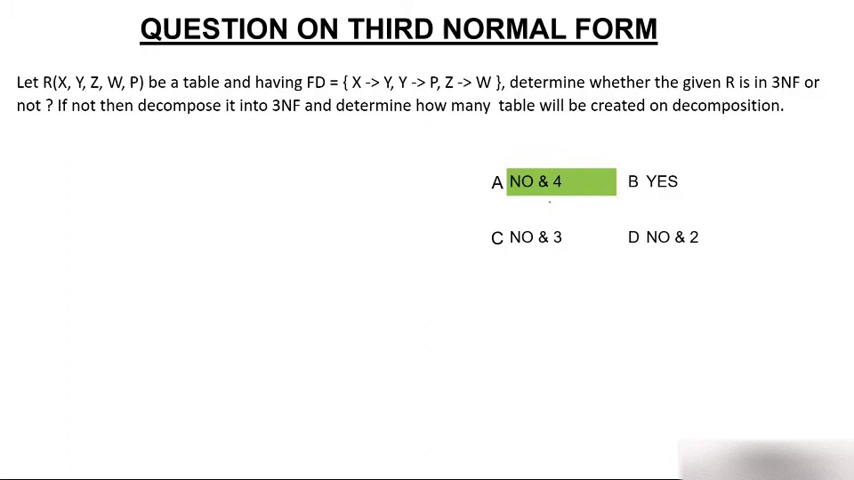 QUESTION ON THIRD NORMAL FORM
Let R(X, Y, Z, W, P) be a table and having FD = { X -> Y, Y -> P, Z -> W }, determine whether the given R is in 3NF or
not ? If not then decompose it into 3NF and determine how many table will be created on decomposition.
A NO & 4 B YES
C NO & 3 D NO & 2